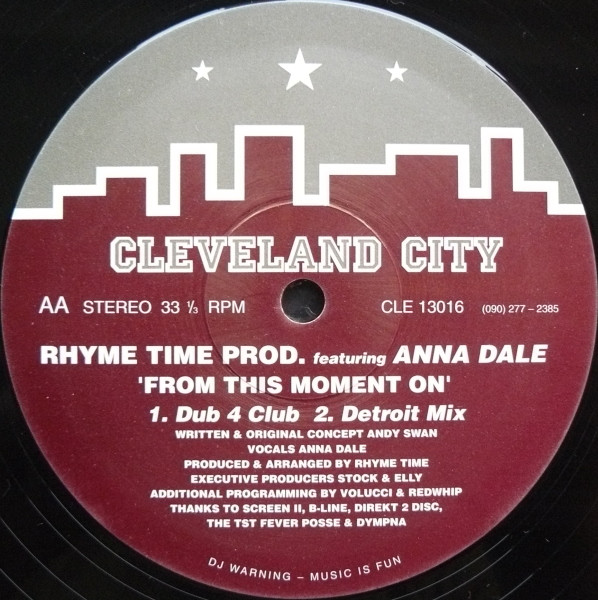 CLEVELAND CITY
AA STEREO 33 ⅓ RPM CLE 13016 (090) 277 – 2385
RHYME TIME PROD. featuring ANNA DALE
'FROM THIS MOMENT ON'
1. Dub 4 Club 2. Detroit Mix
WRITTEN & ORIGINAL CONCEPT ANDY SWAN
VOCALS ANNA DALE
PRODUCED & ARRANGED BY RHYME TIME
EXECUTIVE PRODUCERS STOCK & ELLY
ADDITIONAL PROGRAMMING BY VOLUCCI & REDWHIP
THANKS TO SCREEN II, B-LINE, DIREKT 2 DISC,
THE TST FEVER POSSE & DYMPNA
DJ WARNING – MUSIC IS FUN